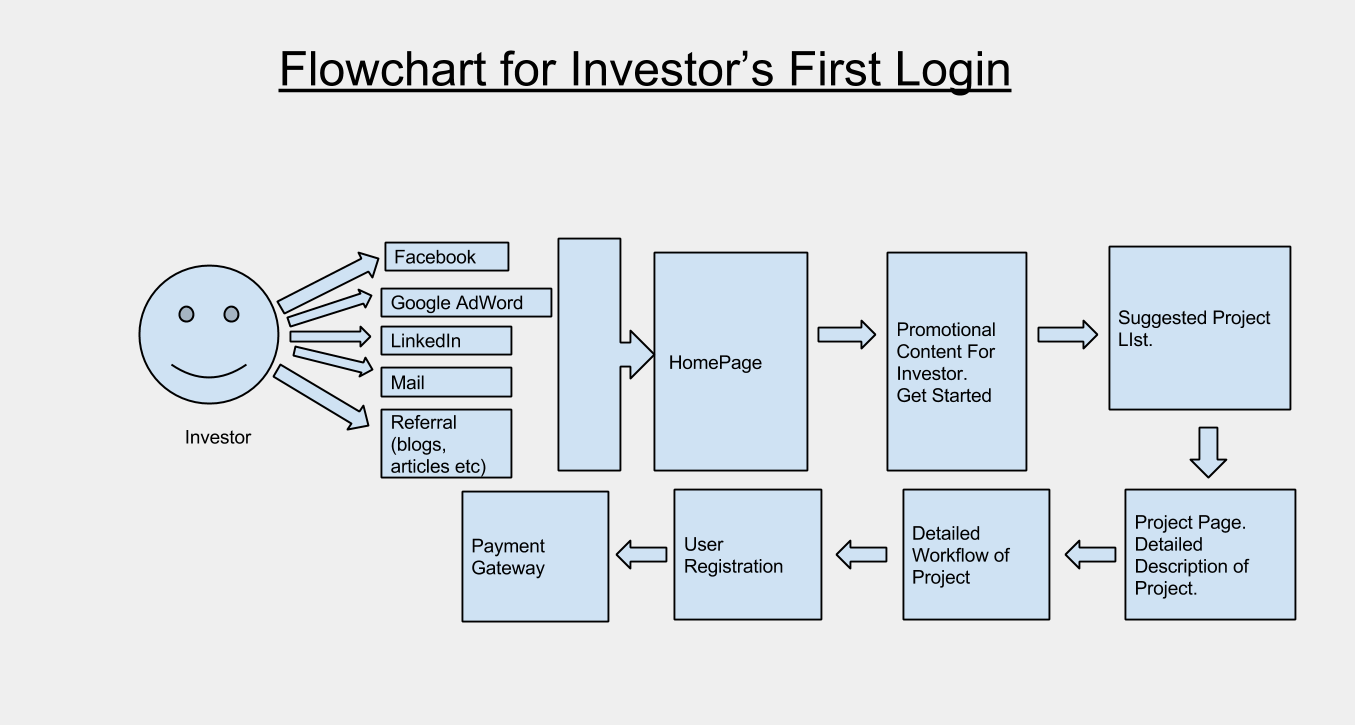 Flowchart for Investor’s First Login
Facebook
Google AdWord
LinkedIn
Mail
Referral
(blogs,
articles etc)
Investor
HomePage
Promotional
Content For
Investor.
Get Started
Suggested Project
LIst.
Project Page.
Detailed
Description of
Project.
Detailed
Workflow of
Project
User
Registration
Payment
Gateway